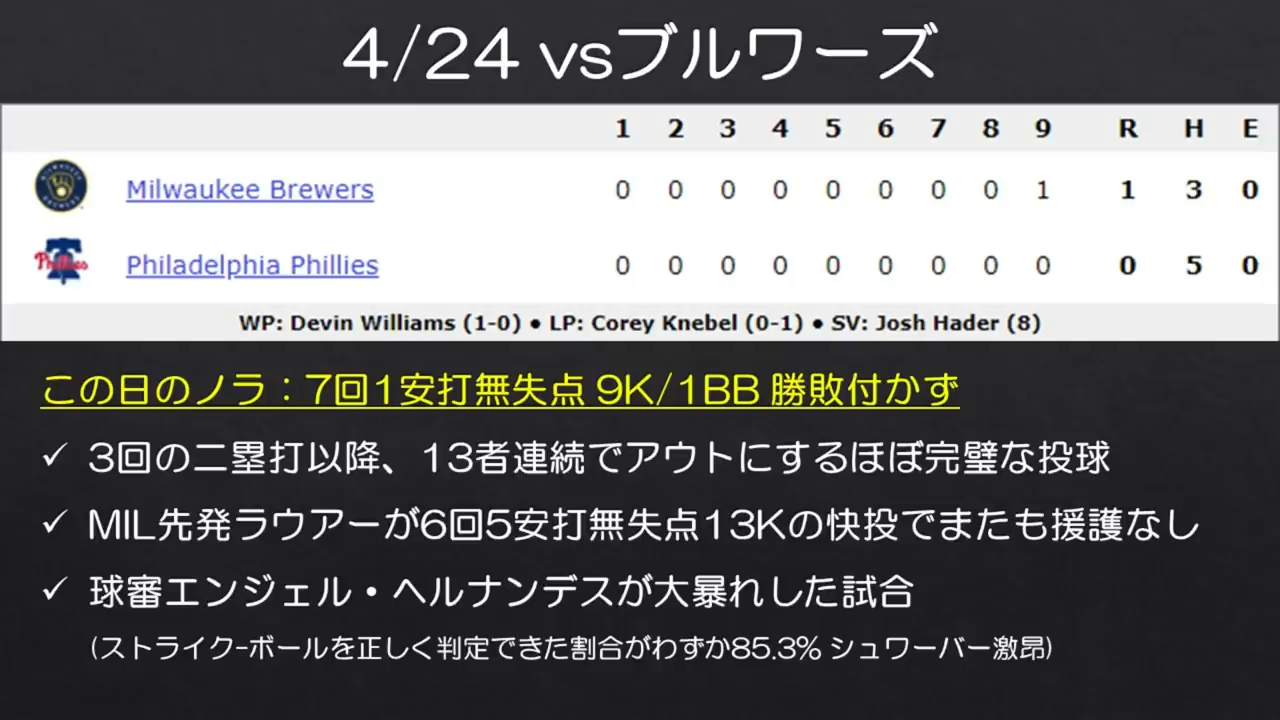 4/24 vsブルワーズ
1 2 3 4 5 6 7 8 9 R H E
Milwaukee Brewers 0 0 0 0 0 0 0 0 1 1 3 0
Phillies Philadelphia Phillies 0 0 0 0 0 0 0 0 0 0 5 0
WP: Devin Williams (1-0) ● LP: Corey Knebel (0-1) ● SV: Josh Hader (8)
この日のノラ：7回1安打無失点 9K/1BB 勝敗付かず
✓ 3回の二塁打以降、13者連続でアウトにするほぼ完璧な投球
✓ MIL先発ラウアーが6回5安打無失点13Kの快投でまたも援護なし
✓ 球審エンジェル・ヘルナンデスが大暴れした試合
(ストライク-ボールを正しく判定できた割合がわずか85.3% シュワーバー激昂)